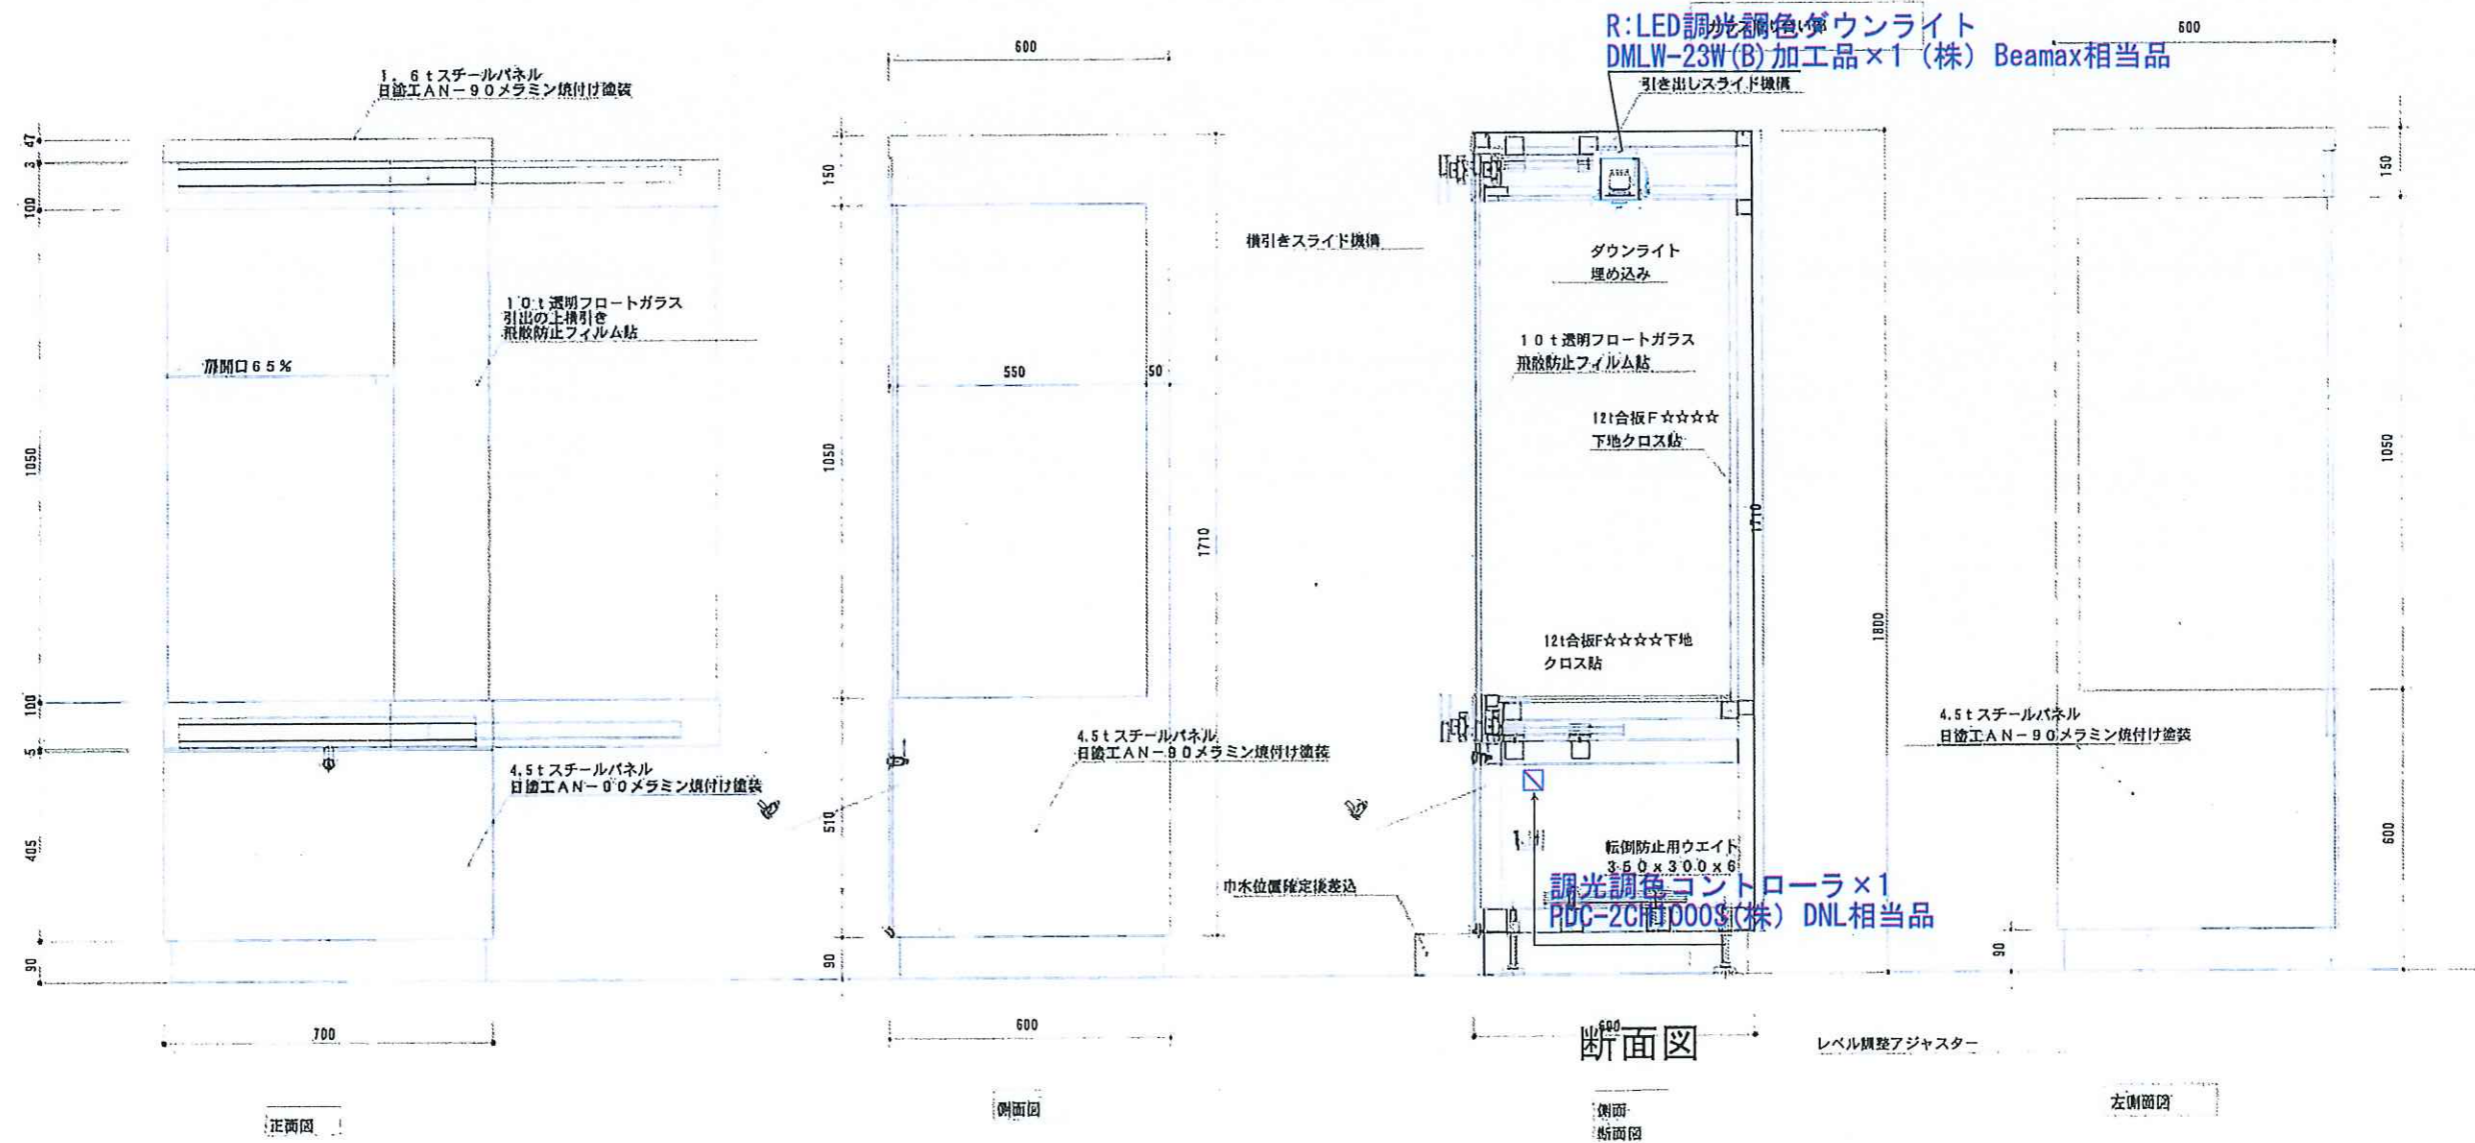 R:LED調光調色ダウンライト
DMLW-23W(B)加工品×1 (株) Beamax相当品
引き出しスライド機構
600
600
1.6tスチールパネル
日塗工AN-90メラミン焼付け塗装
47
3
100
1050
100
5
405
90
扉開口65%
10t透明フロートガラス
引出の上横引き
飛散防止フィルム貼
4.5tスチールパネル
日塗工AN-90メラミン焼付け塗装
700
正面図
150
1050
510
90
550
50
1710
4.5tスチールパネル
日塗工AN-90メラミン焼付け塗装
600
側面図
横引きスライド機構
ダウンライト
埋め込み
10t透明フロートガラス
飛散防止フィルム貼
12t合板F☆☆☆☆
下地クロス貼
1710
1800
12t合板F☆☆☆☆下地
クロス貼
転倒防止用ウエイト
350x300x6
調光調色コントローラ×1
PDC-2CH1000S(株) DNL相当品
巾木位置確定後差込
600
断面図
レベル調整アジャスター
側面
断面図
150
1050
600
90
4.5tスチールパネル
日塗工AN-90メラミン焼付け塗装
左側面図